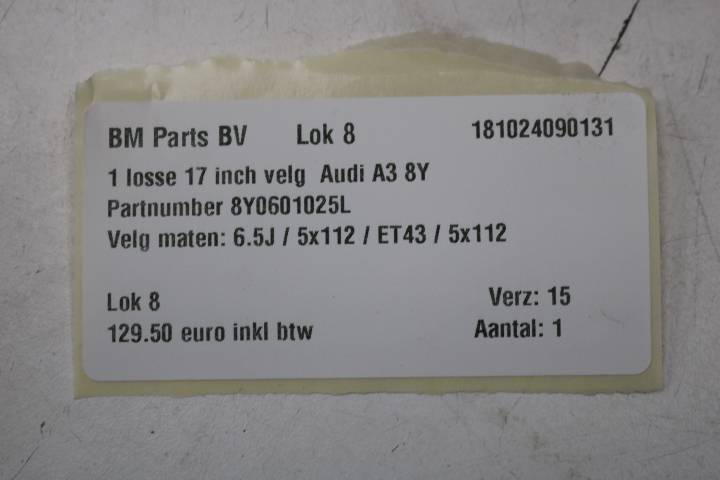 BM Parts BV Lok 8 181024090131
1 losse 17 inch velg Audi A3 8Y
Partnumber 8Y0601025L
Velg maten: 6.5J / 5x112 / ET43 / 5x112
Lok 8 Verz: 15
129.50 euro inkl btw Aantal: 1